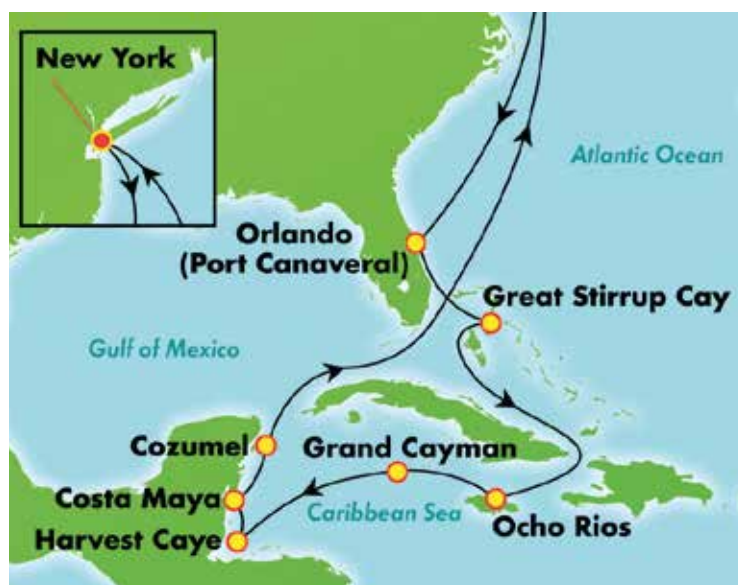 New York
Atlantic Ocean
Orlando
(Port Canaveral)
Great Stirrup Cay
Gulf of Mexico
Cozumel
Grand Cayman
Costa Maya
Caribbean Sea
Ocho Rios
Harvest Caye